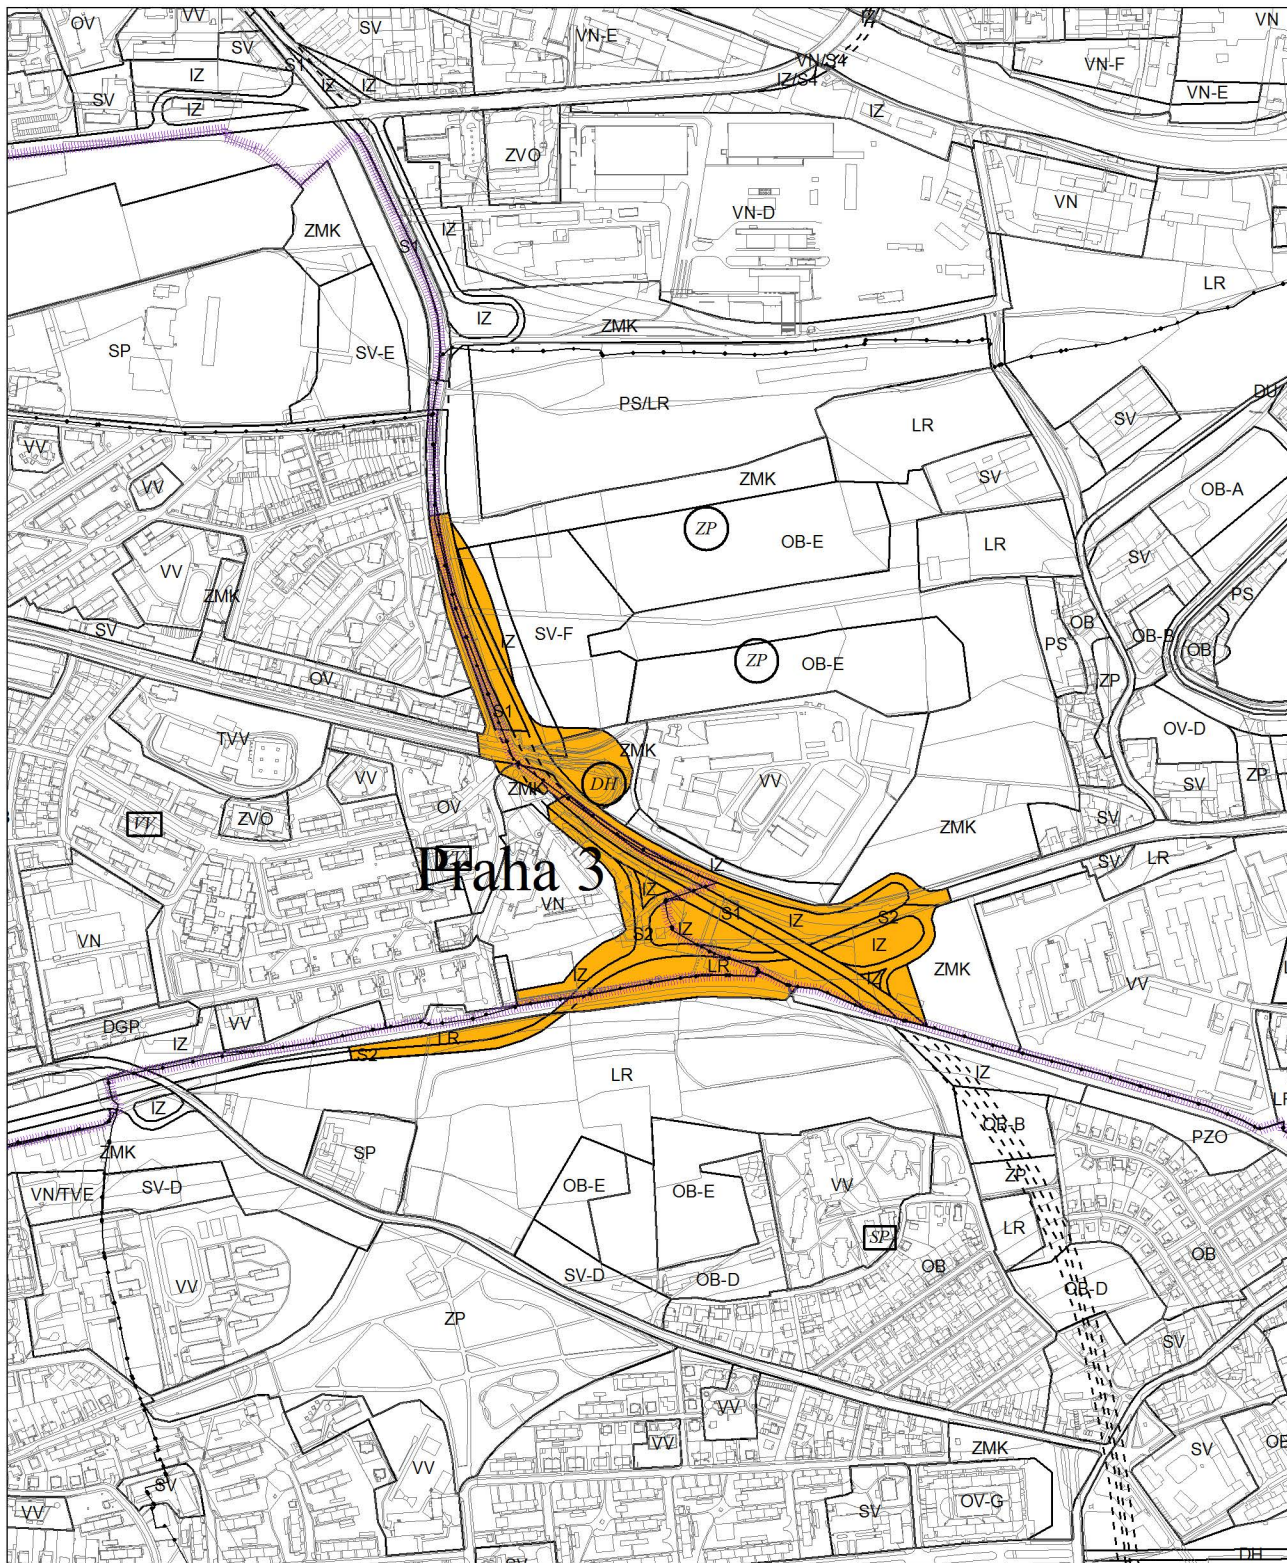 IZ
OV
VV
SV
SV
VN-E
VN
S1
IZ
IZ
IZ
VN/S4
IZ/S4
VN-F
VN-E
SV
IZ
IZ
ZVO
VN
VN-D
ZMK
IZ
S1
LR
IZ
ZMK
SP
SV-E
PS/LR
LR
SV
DU
VV
VV
ZMK
SV
OB-A
S1
ZP
OB-E
LR
SV
VV
ZMK
PS
SV
OB
OB-B
OB
PS
IZ
SV-F
ZP
OB-E
ZP
OV
S1
OV-D
TVV
ZMK
VV
DH
VV
ZMK
SV
ZP
OV
VV
ZVO
ZMK
SV
SV
LR
IZ
Praha 3
IZ
VN
S1
IZ
S2
S2
IZ
IZ
VN
LR
IZ
IZ
ZMK
VV
DGP
VV
IZ
LR
S2
LR
IZ
IZ
OB-B
PZO
ZMK
SP
ZP
VN/TVE
SV-D
OB-E
OB-E
VV
LR
SP
OB
OB
SV-D
OB-D
OB-D
VV
ZP
SV
VV
VV
ZMK
SV
VV
SV
VV
SV
OV-G
SV
DH